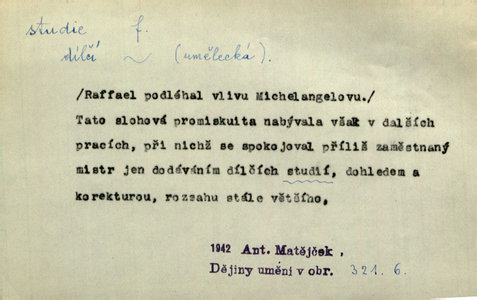 studie f.
dílčí ~ (umělecká).
/Raffael podléhal vlivu Michelangelovu./
Tato slohová promiskuita nabývala však v dalších
pracích, při nichž se spokojoval příliš zaměstnaný
mistr jen dodáváním dílčích studií, dohledem a
korekturou, rozsahu stále většího,
1942 Ant. Matějček,
Dějiny umění v obr. 321. 6.